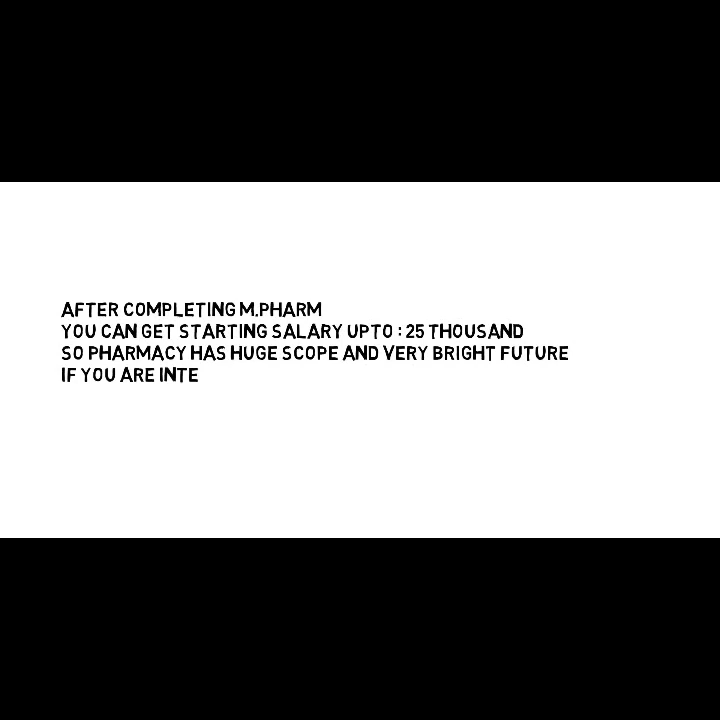 AFTER COMPLETING M.PHARM
YOU CAN GET STARTING SALARY UPTO : 25 THOUSAND
SO PHARMACY HAS HUGE SCOPE AND VERY BRIGHT FUTURE
IF YOU ARE INTE